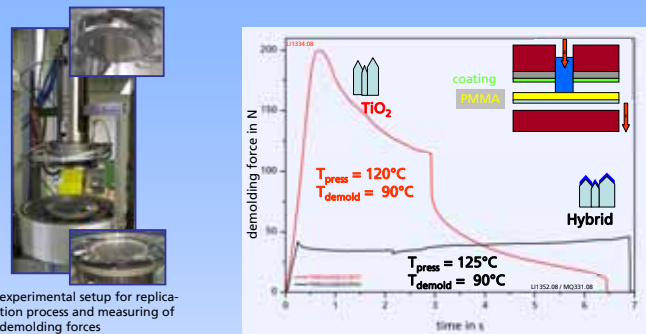 experimental setup for replica-
tion process and measuring of
demolding forces
demolding force in N
200
150
100
50
0
LI1334.08
TiO2
Tpress = 120°C
Tdemold = 90°C
coating
PMMA
Hybrid
Tpress = 125°C
Tdemold = 90°C
LI1352.08 / MQ331.08
0 1 2 3 4 5 6 7
time in s